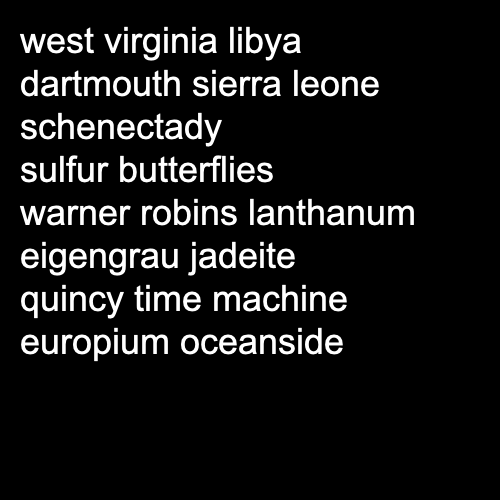 west virginia libya
dartmouth sierra leone
schenectady
sulfur butterflies
warner robins lanthanum
eigengrau jadeite
quincy time machine
europium oceanside